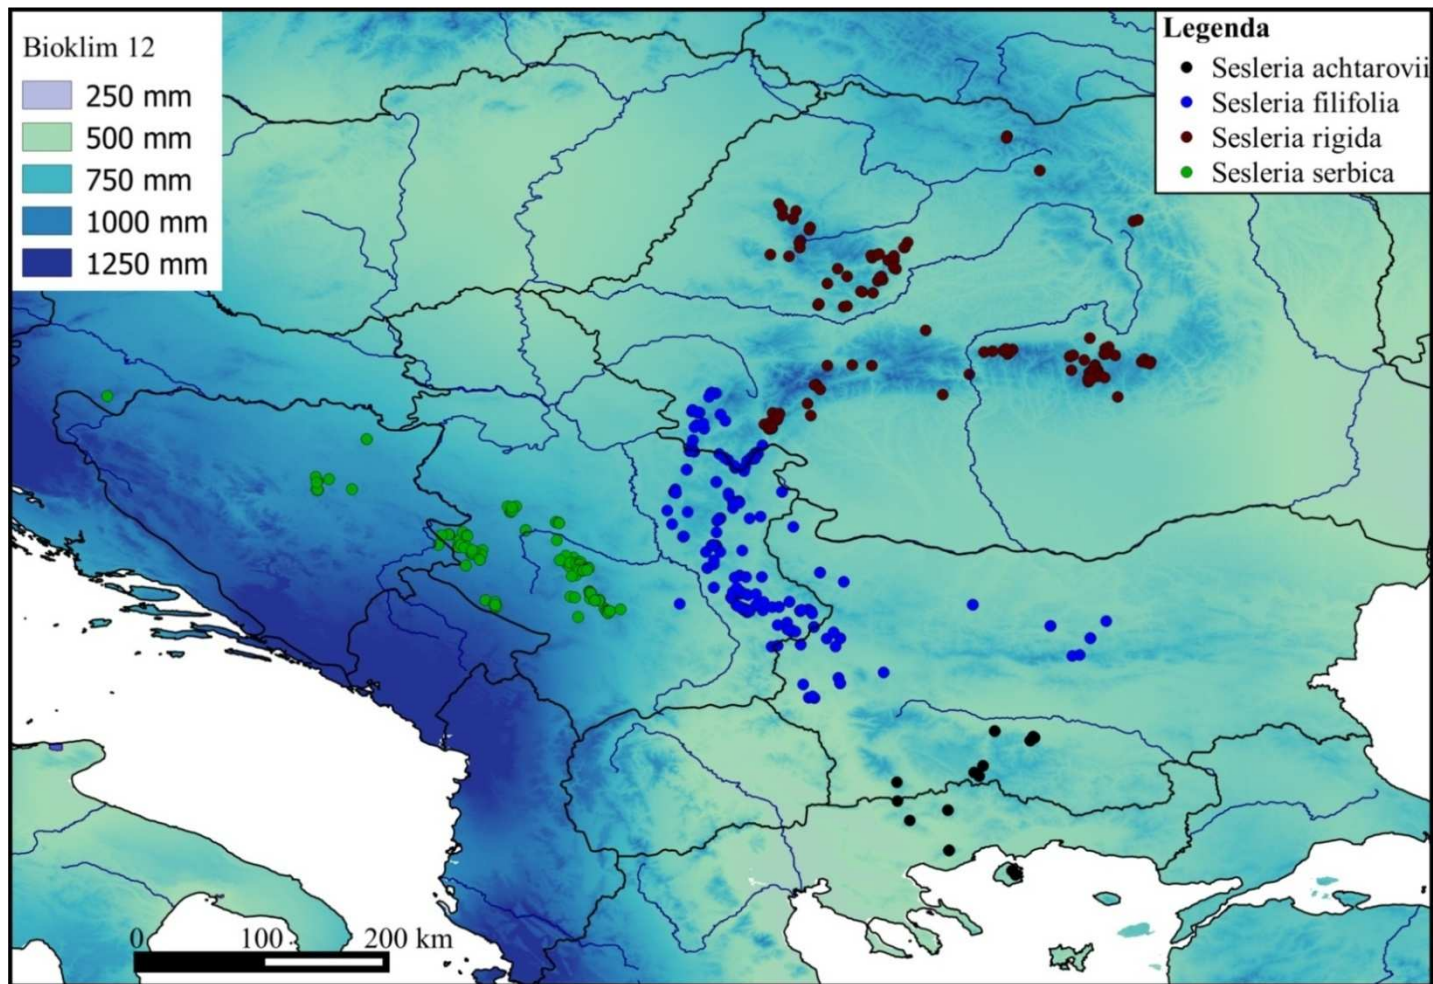 Bioklim 12
250 mm
500 mm
750 mm
1000 mm
1250 mm
Legenda
Sesleria achtarovii
Sesleria filifolia
Sesleria rigida
Sesleria serbica
0 100 200 km